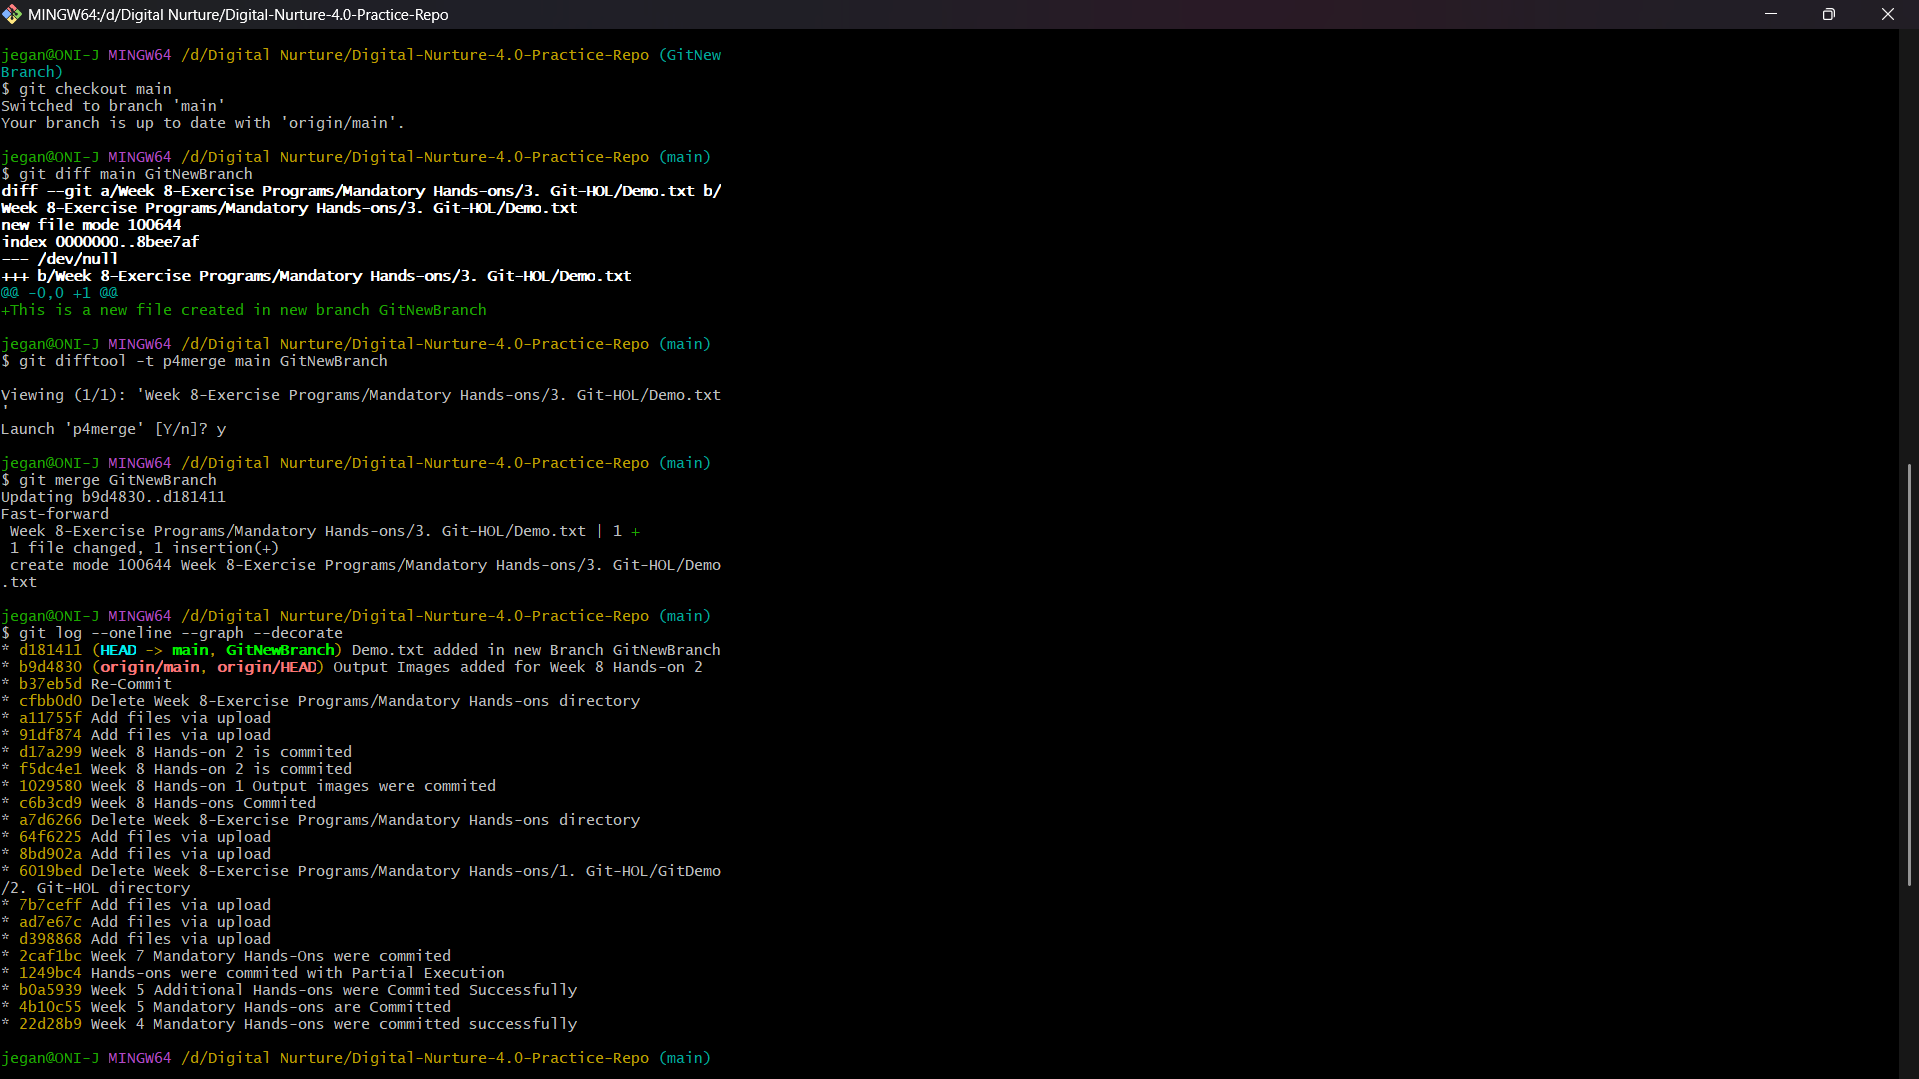 MINGW64:/d/Digital Nurture/Digital-Nurture-4.0-Practice-Repo
jegan@ONI-J MINGW64 /d/Digital Nurture/Digital-Nurture-4.0-Practice-Repo (GitNew
Branch)
$ git checkout main
Switched to branch 'main'
Your branch is up to date with 'origin/main'.
jegan@ONI-J MINGW64 /d/Digital Nurture/Digital-Nurture-4.0-Practice-Repo (main)
$ git diff main GitNewBranch
diff --git a/Week 8-Exercise Programs/Mandatory Hands-ons/3. Git-HOL/Demo.txt b/
Week 8-Exercise Programs/Mandatory Hands-ons/3. Git-HOL/Demo.txt
new file mode 100644
index 0000000..8bee7af
--- /dev/null
+++ b/Week 8-Exercise Programs/Mandatory Hands-ons/3. Git-HOL/Demo.txt
@@ -0,0 +1 @@
+This is a new file created in new branch GitNewBranch
jegan@ONI-J MINGW64 /d/Digital Nurture/Digital-Nurture-4.0-Practice-Repo (main)
$ git difftool -t p4merge main GitNewBranch
Viewing (1/1): 'Week 8-Exercise Programs/Mandatory Hands-ons/3. Git-HOL/Demo.txt
'
Launch 'p4merge' [Y/n]? y
jegan@ONI-J MINGW64 /d/Digital Nurture/Digital-Nurture-4.0-Practice-Repo (main)
$ git merge GitNewBranch
Updating b9d4830..d181411
Fast-forward
 Week 8-Exercise Programs/Mandatory Hands-ons/3. Git-HOL/Demo.txt | 1 +
 1 file changed, 1 insertion(+)
 create mode 100644 Week 8-Exercise Programs/Mandatory Hands-ons/3. Git-HOL/Demo
.txt
jegan@ONI-J MINGW64 /d/Digital Nurture/Digital-Nurture-4.0-Practice-Repo (main)
$ git log --oneline --graph --decorate
* d181411 (HEAD -> main, GitNewBranch) Demo.txt added in new Branch GitNewBranch
* b9d4830 (origin/main, origin/HEAD) Output Images added for Week 8 Hands-on 2
* b37eb5d Re-Commit
* cfbb0d0 Delete Week 8-Exercise Programs/Mandatory Hands-ons directory
* a11755f Add files via upload
* 91df874 Add files via upload
* d17a299 Week 8 Hands-on 2 is commited
* f5dc4e1 Week 8 Hands-on 2 is commited
* 1029580 Week 8 Hands-on 1 Output images were commited
* c6b3cd9 Week 8 Hands-ons Commited
* a7d6266 Delete Week 8-Exercise Programs/Mandatory Hands-ons directory
* 64f6225 Add files via upload
* 8bd902a Add files via upload
* 6019bed Delete Week 8-Exercise Programs/Mandatory Hands-ons/1. Git-HOL/GitDemo
/2. Git-HOL directory
* 7b7ceff Add files via upload
* ad7e67c Add files via upload
* d398868 Add files via upload
* 2caf1bc Week 7 Mandatory Hands-Ons were commited
* 1249bc4 Hands-ons were commited with Partial Execution
* b0a5939 Week 5 Additional Hands-ons were Commited Successfully
* 4b10c55 Week 5 Mandatory Hands-ons are Committed
* 22d28b9 Week 4 Mandatory Hands-ons were committed successfully
jegan@ONI-J MINGW64 /d/Digital Nurture/Digital-Nurture-4.0-Practice-Repo (main)